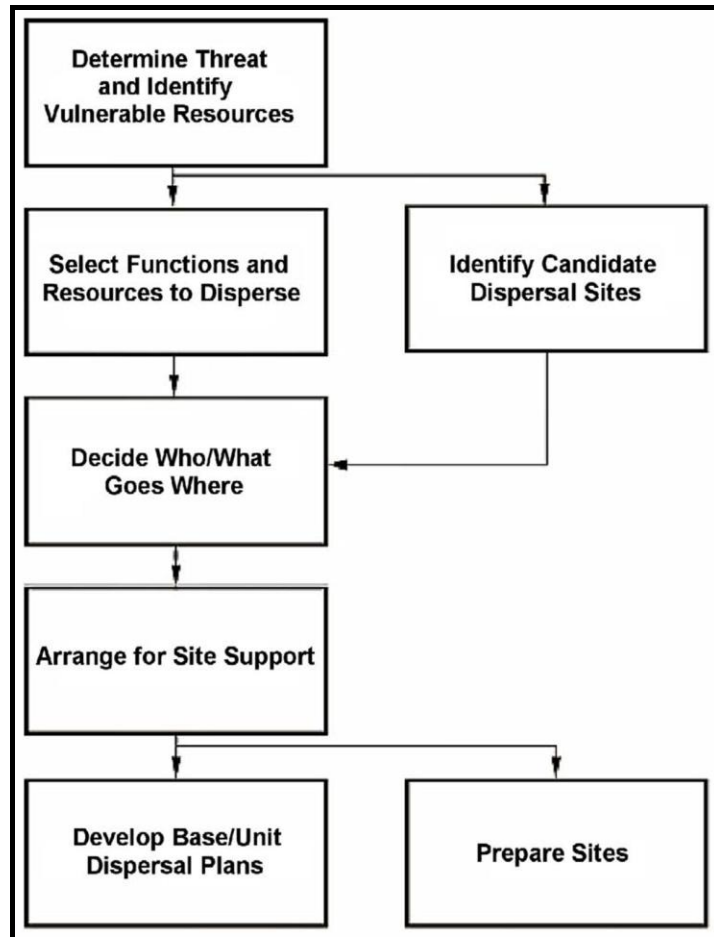 Determine Threat
and Identify
Vulnerable Resources
Select Functions and
Resources to Disperse
Identify Candidate
Dispersal Sites
Decide Who/What
Goes Where
Arrange for Site Support
Develop Base/Unit
Dispersal Plans
Prepare Sites